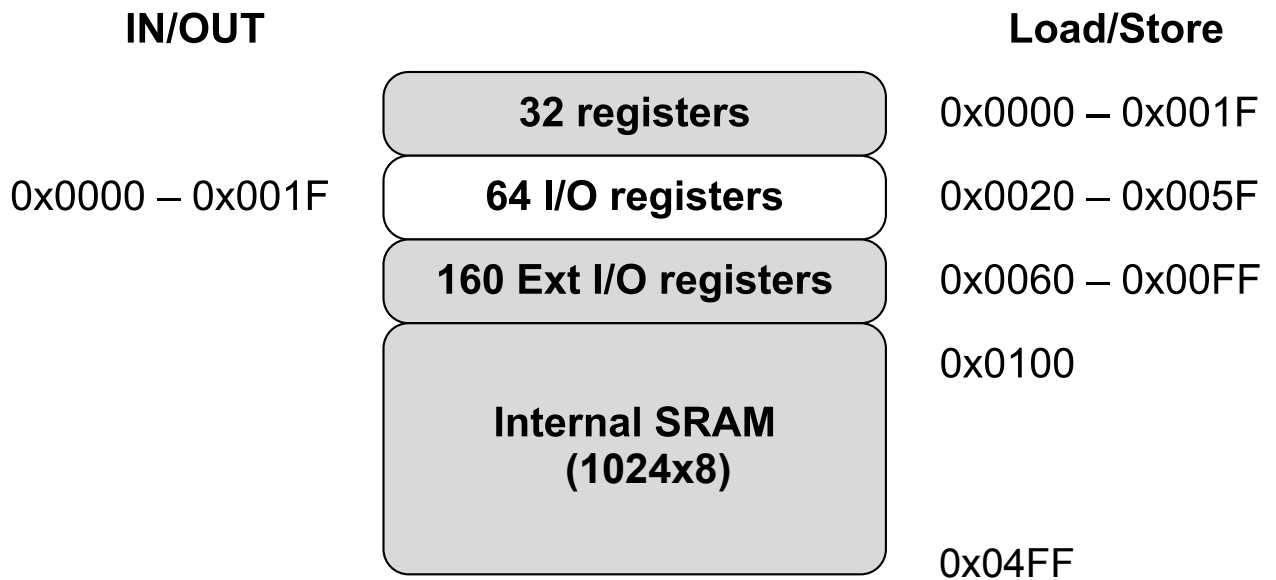 IN/OUT
Load/Store
32 registers
0x0000 – 0x001F
0x0000 – 0x001F
64 I/O registers
0x0020 – 0x005F
160 Ext I/O registers
0x0060 – 0x00FF
0x0100
Internal SRAM
(1024x8)
0x04FF